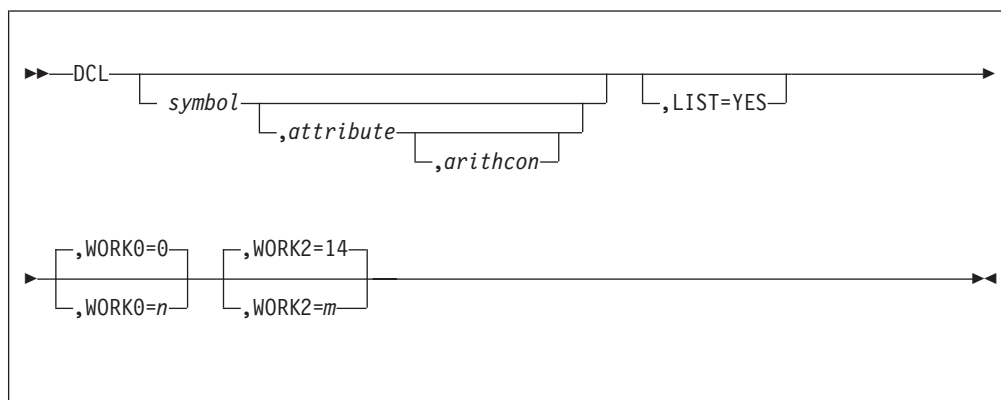 DCL
symbol
,LIST=YES
,attribute
,arithcon
,WORK0=0
,WORK2=14
,WORK0=n
,WORK2=m